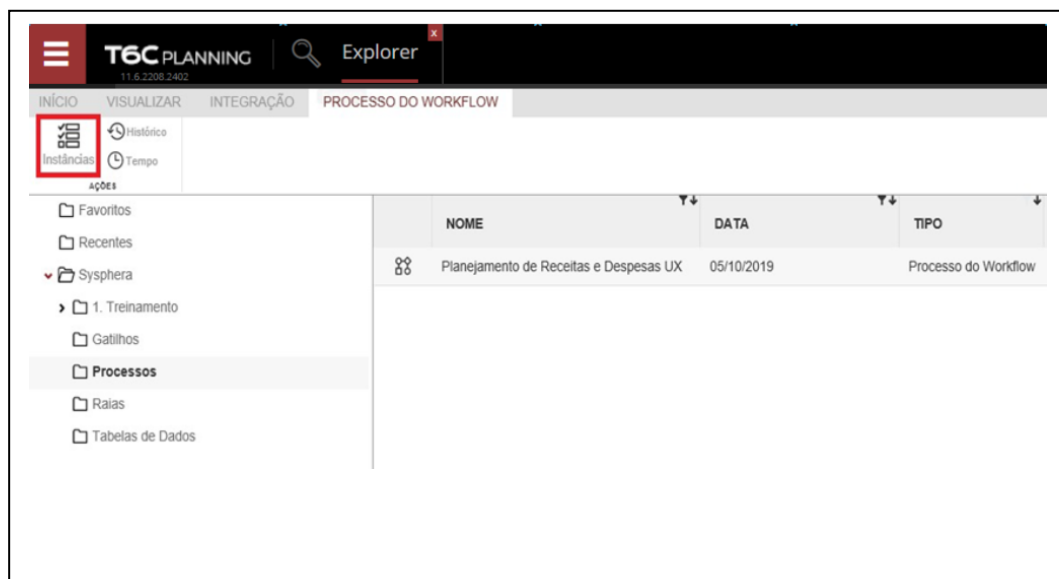 T6C PLANNING
11.6.2208.2402
Explorer
x
INÍCIO VISUALIZAR INTEGRAÇÃO PROCESSO DO WORKFLOW
Instâncias
Histórico
Tempo
AÇÕES
Favoritos
Recentes
Sysphera
1. Treinamento
Gatilhos
Processos
Raias
Tabelas de Dados
NOME DATA TIPO
Planejamento de Receitas e Despesas UX 05/10/2019 Processo do Workflow